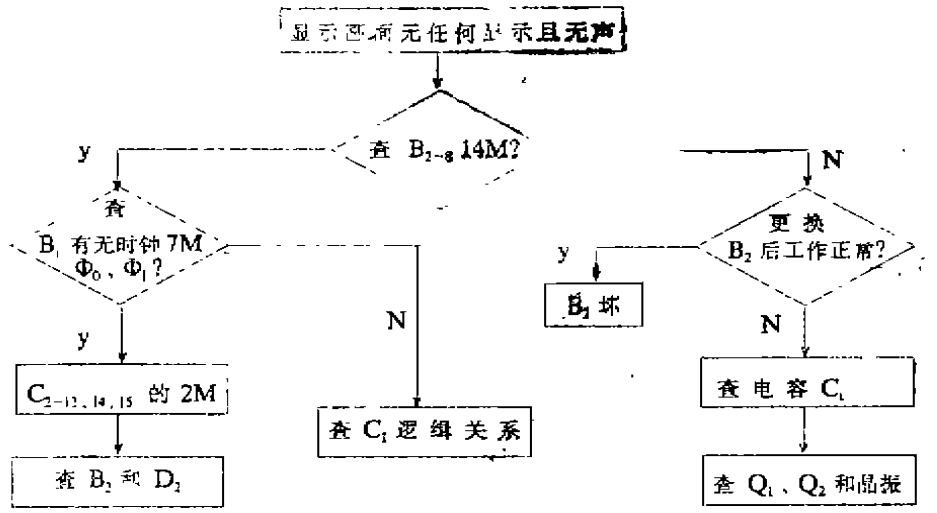 显示画面无任何显示且无声
查 B₂₋₈ 14M?
y
N
查
B₁ 有无时钟 7M
Φ₀、Φ₁?
更换
B₂ 后工作正常?
y
B₂ 坏
y
N
N
C₂₋₁₃、₁₄、₁₅ 的 2M
查 C₁ 逻辑关系
查电容 C₁
查 B₂ 和 D₂
查 Q₁、Q₂ 和晶振